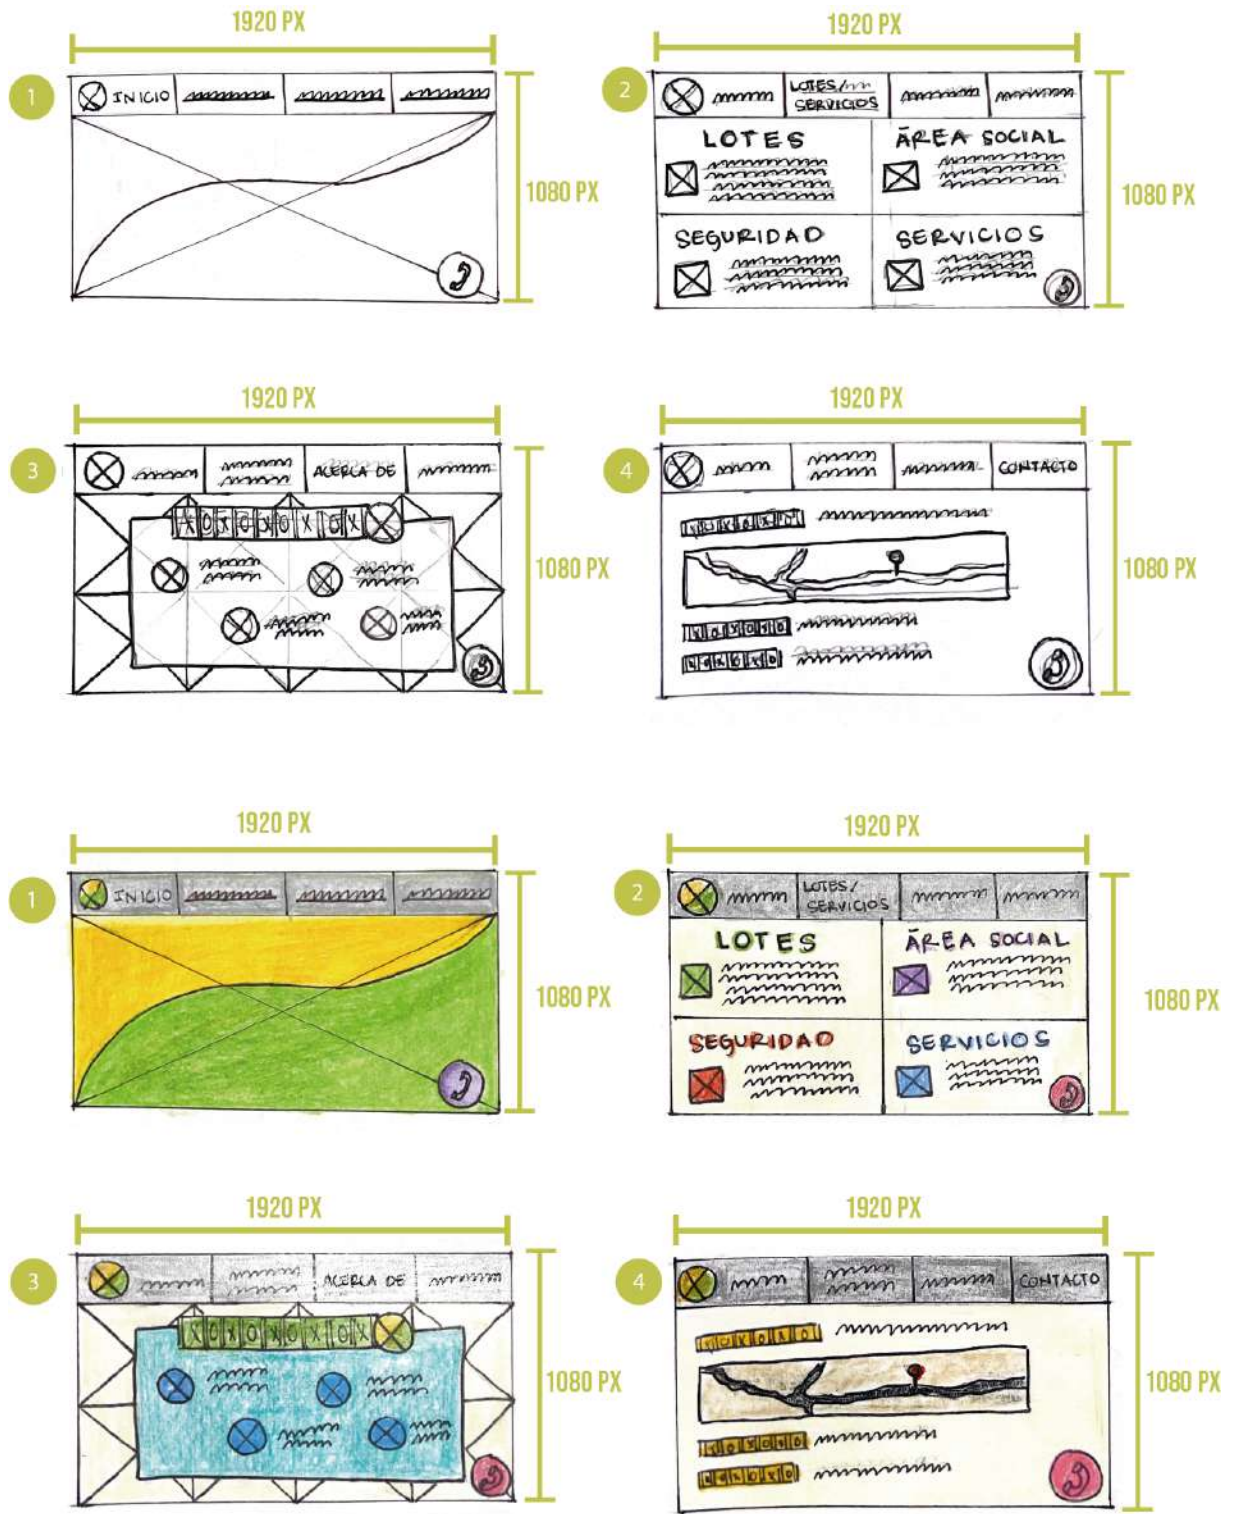 1920 PX
1920 PX
1
INICIO
1080 PX
2
LOTES/
SERVICIOS
LOTES
ÁREA SOCIAL
SEGURIDAD
SERVICIOS
1080 PX
1920 PX
1920 PX
3
ACERCA DE
1080 PX
4
CONTACTO
1080 PX
1920 PX
1920 PX
1
INICIO
1080 PX
2
LOTES/
SERVICIOS
LOTES
ÁREA SOCIAL
SEGURIDAD
SERVICIOS
1080 PX
1920 PX
1920 PX
3
ACERCA DE
XOXOXOXOX
1080 PX
4
CONTACTO
1080 PX